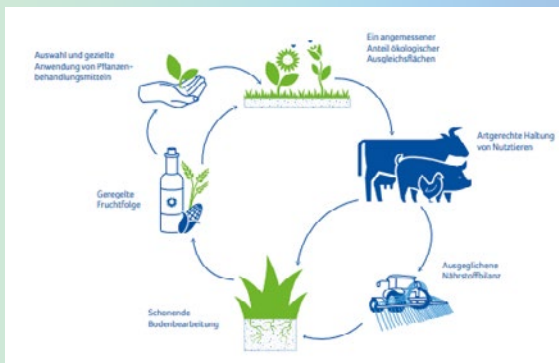 Auswahl und gezielte
Anwendung von Pflanzen-
behandlungsmitteln
Ein angemessener
Anteil ökologischer
Ausgleichsflächen
Artgerechte Haltung
von Nutztieren
Geregelte
Fruchtfolge
Ausgeglichene
Nährstoffbilanz
Schonende
Bodenbearbeitung